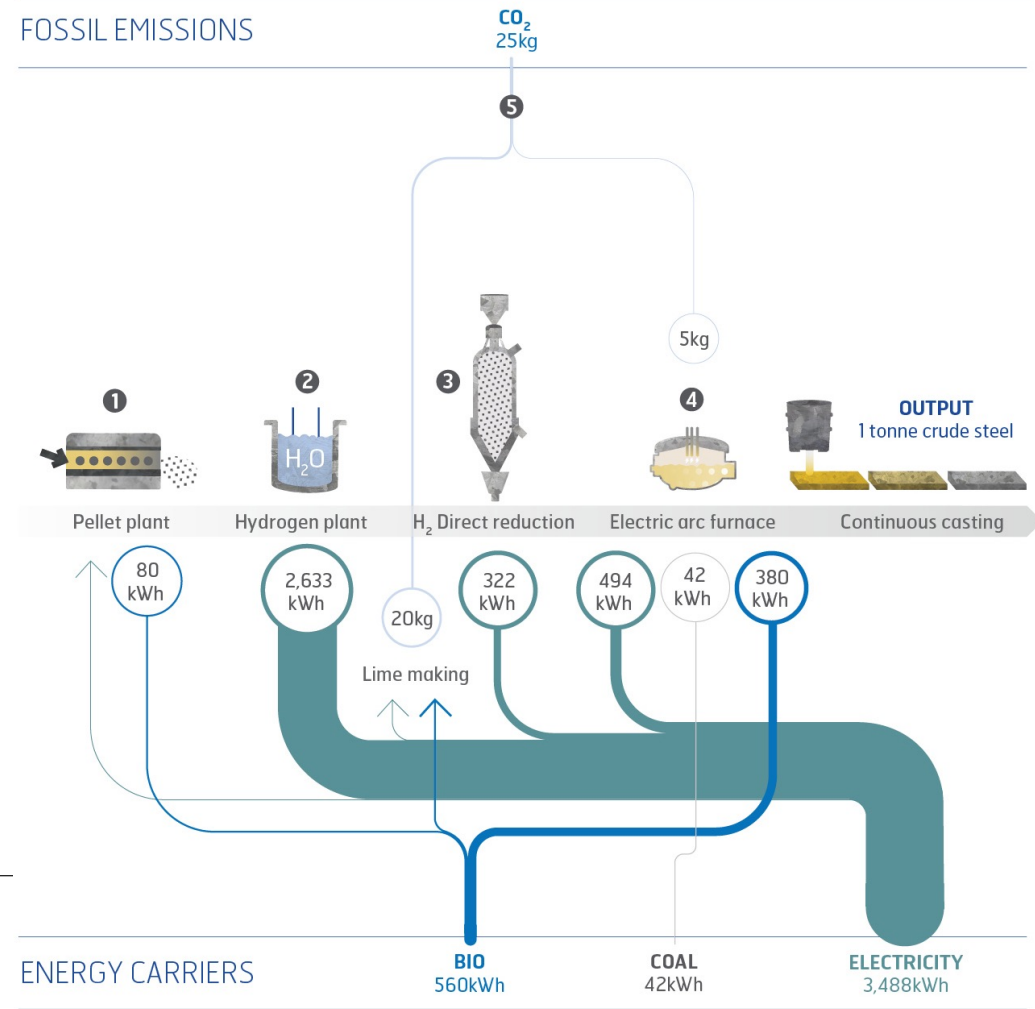 FOSSIL EMISSIONS
CO₂
25kg
5
5kg
1
2
3
4
H₂O
OUTPUT
1 tonne crude steel
Pellet plant
Hydrogen plant
H₂ Direct reduction
Electric arc furnace
Continuous casting
80
kWh
2,633
kWh
20kg
322
kWh
494
kWh
42
kWh
380
kWh
Lime making
ENERGY CARRIERS
BIO
560kWh
COAL
42kWh
ELECTRICITY
3,488kWh